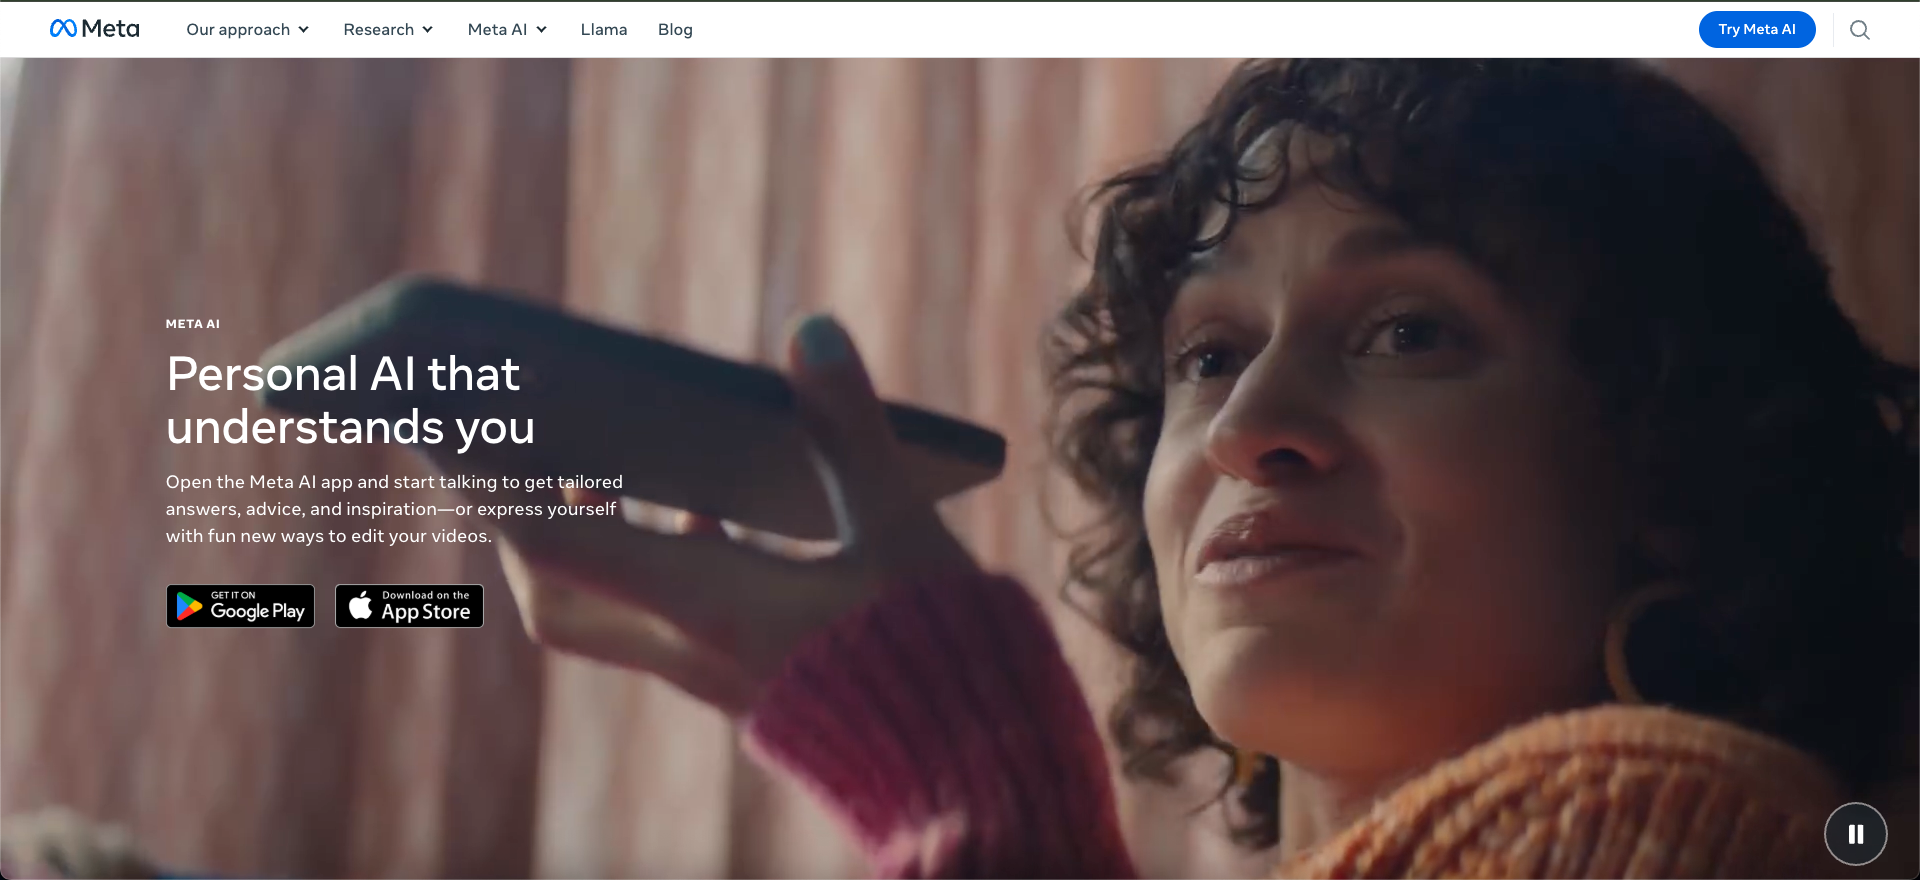 Meta
Our approach
Research
Meta AI
Llama
Blog
Try Meta AI
META AI
Personal AI that
understands you
Open the Meta AI app and start talking to get tailored
answers, advice, and inspiration—or express yourself
with fun new ways to edit your videos.
GET IT ON
Google Play
Download on the
App Store